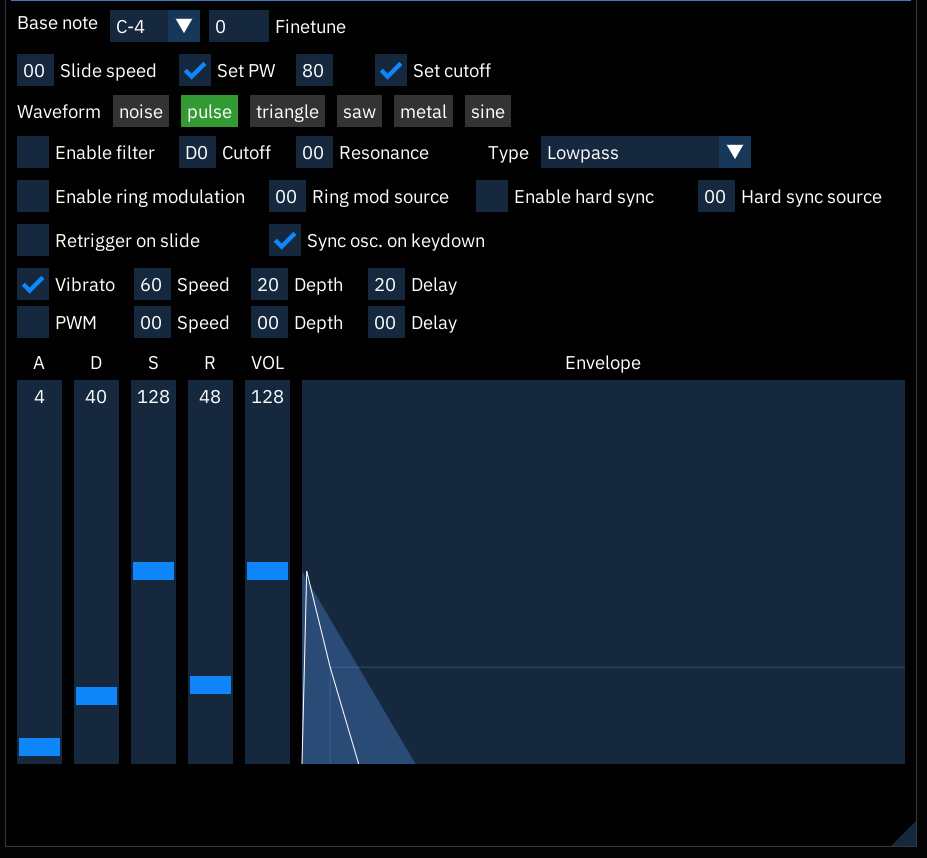 Base note C-4 0 Finetune
00 Slide speed Set PW 80 Set cutoff
Waveform noise pulse triangle saw metal sine
Enable filter D0 Cutoff 00 Resonance Type Lowpass
Enable ring modulation 00 Ring mod source Enable hard sync 00 Hard sync source
Retrigger on slide Sync osc. on keydown
Vibrato 60 Speed 20 Depth 20 Delay
PWM 00 Speed 00 Depth 00 Delay
A D S R VOL Envelope
4 40 128 48 128